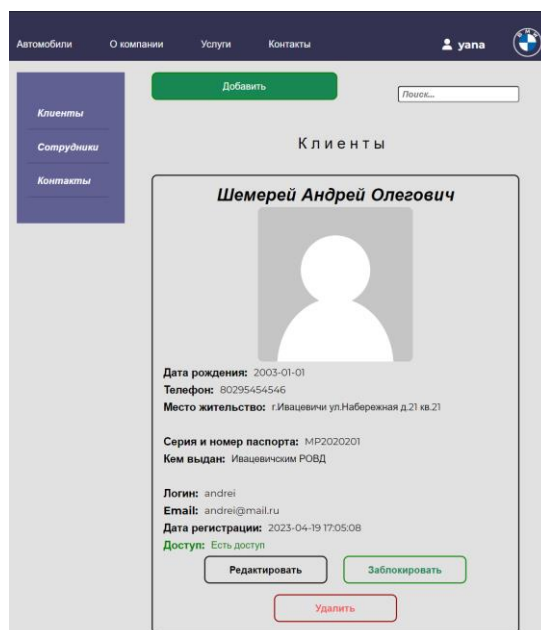 Автомобили О компании Услуги Контакты yana BMW
Добавить
Поиск...
Клиенты
Сотрудники
Контакты
Клиенты
Шемерей Андрей Олегович
Дата рождения: 2003-01-01
Телефон: 80295454546
Место жительство: г.Ивацевичи ул.Набережная д.21 кв.21
Серия и номер паспорта: MP2020201
Кем выдан: Ивацевичским РОВД
Логин: andrei
Email: andrei@mail.ru
Дата регистрации: 2023-04-19 17:05:08
Доступ: Есть доступ
Редактировать Заблокировать
Удалить